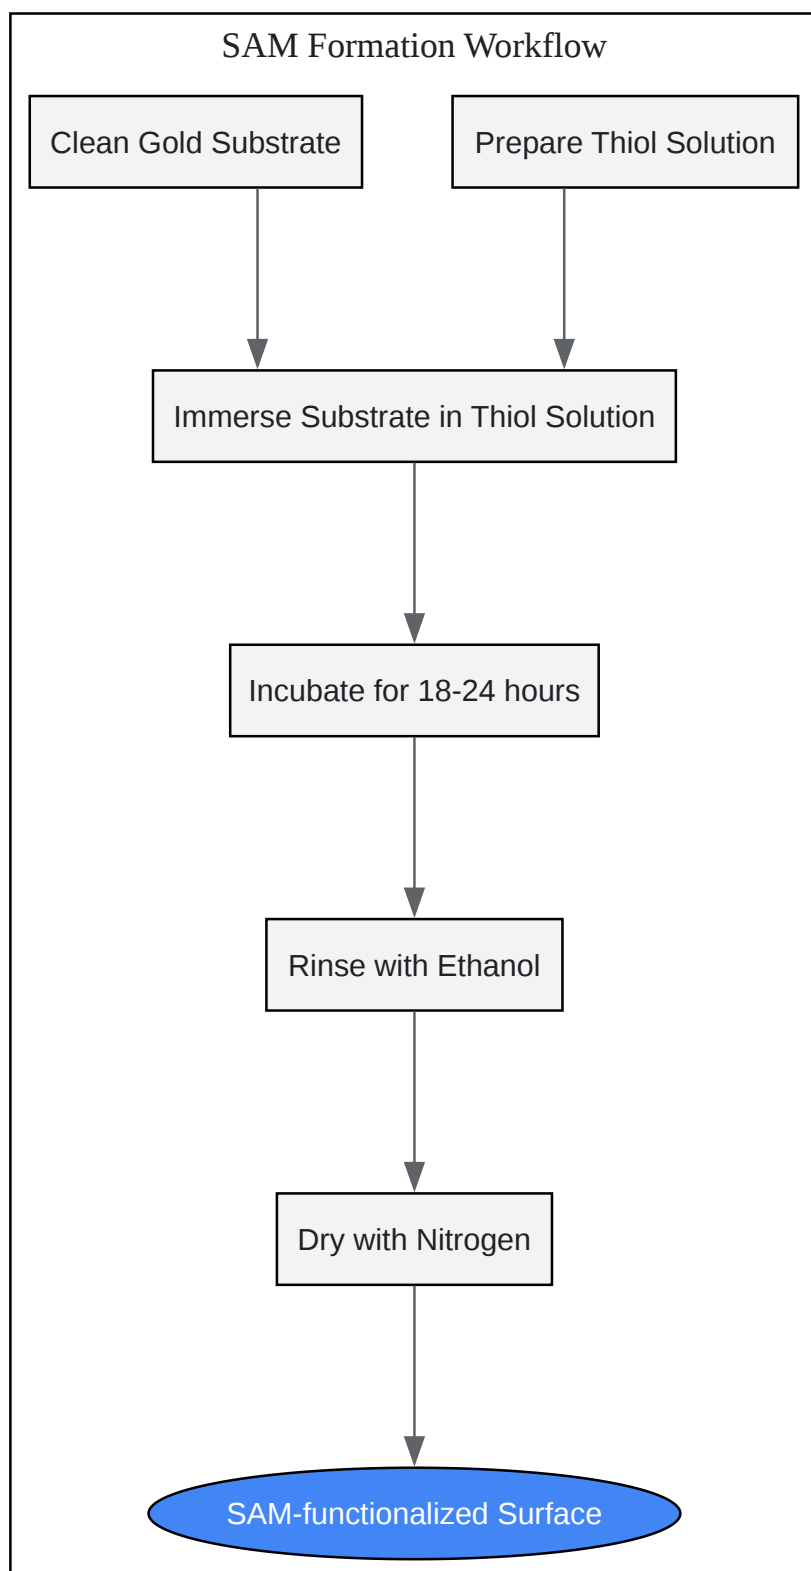 SAM Formation Workflow
Clean Gold Substrate
Prepare Thiol Solution
Immerse Substrate in Thiol Solution
Incubate for 18-24 hours
Rinse with Ethanol
Dry with Nitrogen
SAM-functionalized Surface